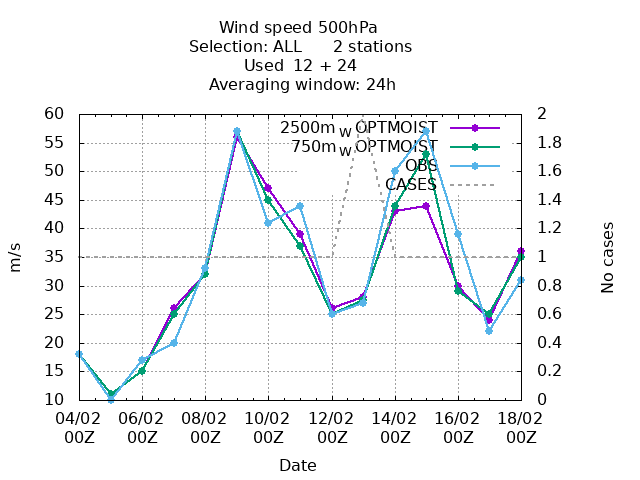 Wind speed 500hPa
Selection: ALL 2 stations
Used 12 + 24
Averaging window: 24h
60 2
55 1.8
50 1.6
45 1.4
40 1.2
35 1
30 0.8
25 0.6
20 0.4
15 0.2
10 0
2500m W OPTMOIST
750m W OPTMOIST
OBS
CASES
m/s
No cases
04/02 06/02 08/02 10/02 12/02 14/02 16/02 18/02
00Z 00Z 00Z 00Z 00Z 00Z 00Z 00Z
Date